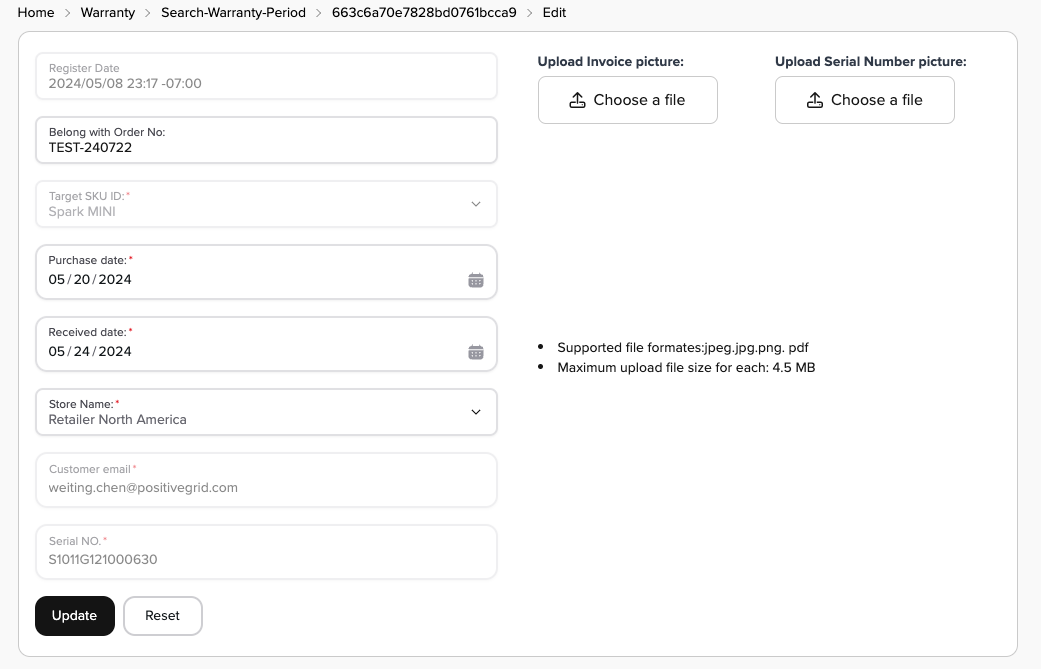 Home > Warranty > Search-Warranty-Period > 663c6a70e7828bd0761bcca9 > Edit
Register Date
2024/05/08 23:17 -07:00
Belong with Order No:
TEST-240722
Target SKU ID:*
Spark MINI
Purchase date:*
05/20/2024
Received date:*
05/24/2024
Store Name:*
Retailer North America
Customer email*
weiting.chen@positivegrid.com
Serial NO.*
S1011G121000630
Update Reset
Upload Invoice picture:
Choose a file
Upload Serial Number picture:
Choose a file
• Supported file formates:jpeg.jpg.png. pdf
• Maximum upload file size for each: 4.5 MB